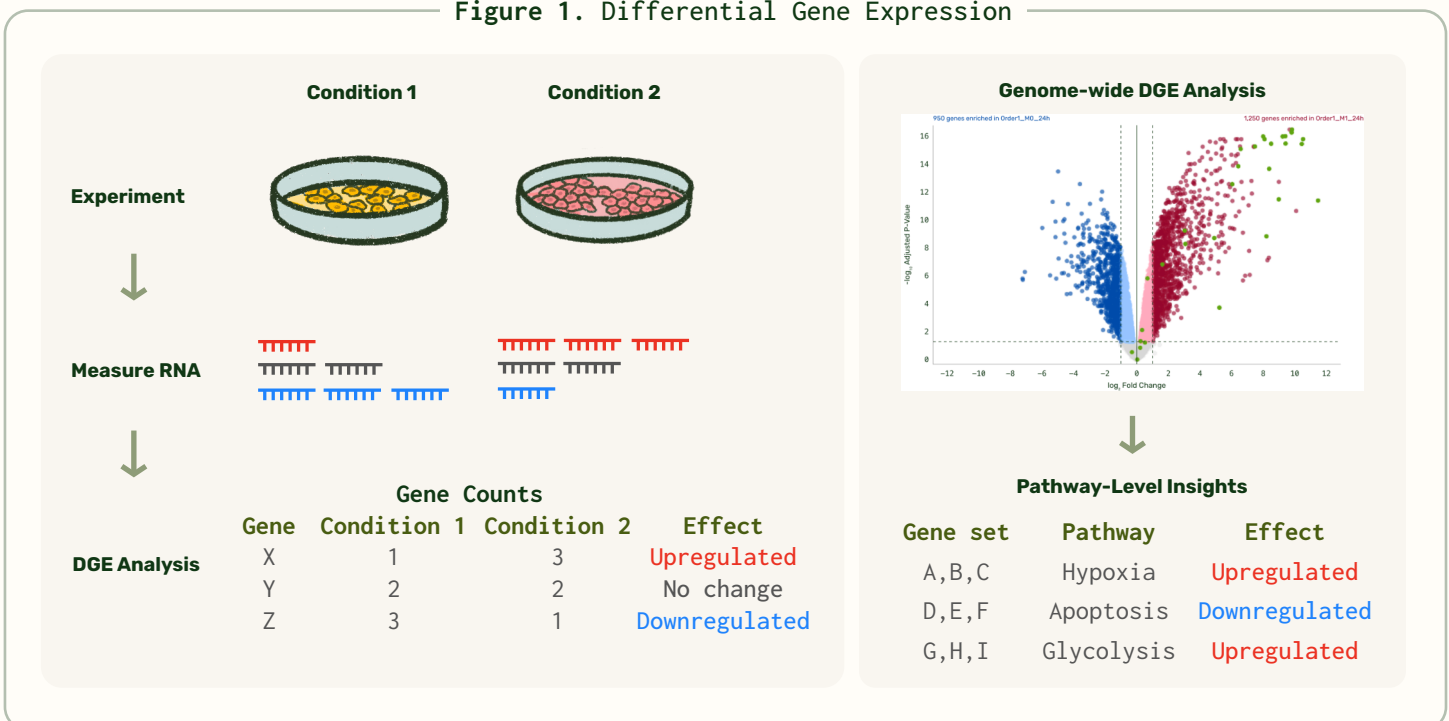 Figure 1. Differential Gene Expression
Condition 1 Condition 2
Experiment
Measure RNA
DGE Analysis
Gene Counts
Gene Condition 1 Condition 2 Effect
X 1 3 Upregulated
Y 2 2 No change
Z 3 1 Downregulated
Genome-wide DGE Analysis
950 genes enriched in Order1_M0_24h
1,250 genes enriched in Order1_M1_24h
-log₁₀ Adjusted P-Value
16
14
12
10
8
6
4
2
0
−12 −10 −8 −6 −4 −2 0 2 4 6 8 10 12
log₂ Fold Change
Pathway-Level Insights
Gene set Pathway Effect
A,B,C Hypoxia Upregulated
D,E,F Apoptosis Downregulated
G,H,I Glycolysis Upregulated